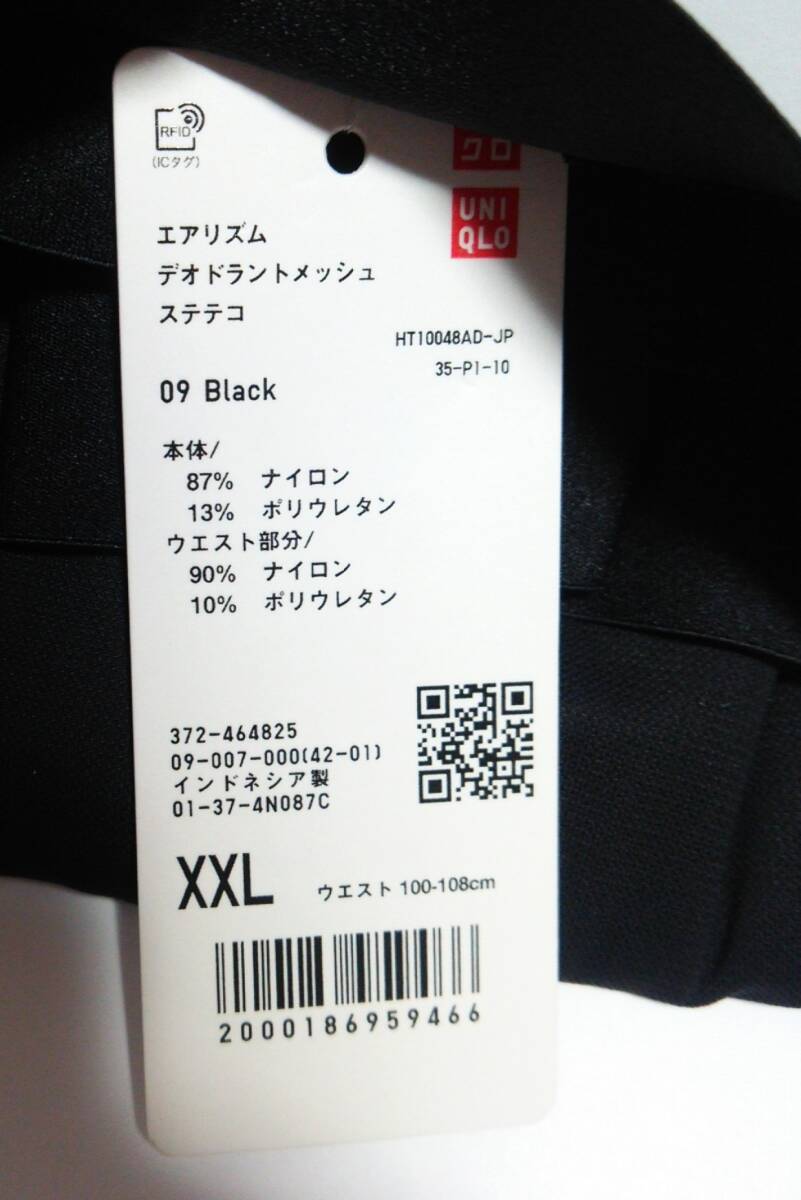 RFID
(ICタグ)
クロ
UNI
QLO
エアリズム
デオドラントメッシュ
ステテコ
HT10048AD-JP
35-P1-10
09 Black
本体/
87% ナイロン
13% ポリウレタン
ウエスト部分/
90% ナイロン
10% ポリウレタン
372-464825
09-007-000(42-01)
インドネシア製
01-37-4N087C
XXL ウエスト 100-108cm
2000186959466